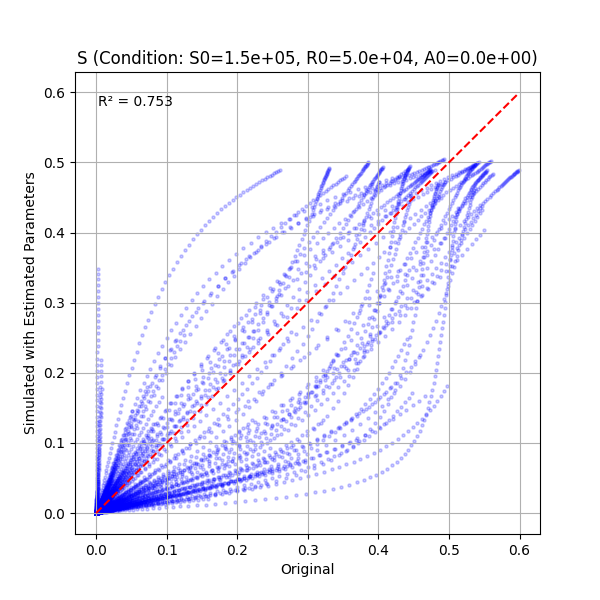 S (Condition: S0=1.5e+05, R0=5.0e+04, A0=0.0e+00)
R² = 0.753
0.6
0.5
0.4
0.3
0.2
0.1
0.0
Simulated with Estimated Parameters
0.0 0.1 0.2 0.3 0.4 0.5 0.6
Original